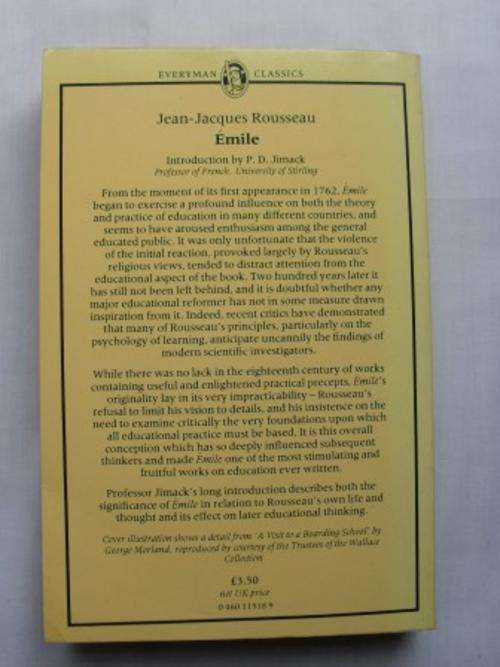 EVERYMAN CLASSICS
Jean-Jacques Rousseau
Émile
Introduction by P. D. Jimack
Professor of French, University of Stirling
From the moment of its first appearance in 1762, Émile
began to exercise a profound influence on both the theory
and practice of education in many different countries, and
seems to have aroused enthusiasm among the general
educated public. It was only unfortunate that the violence
of the initial reaction, provoked largely by Rousseau's
religious views, tended to distract attention from the
educational aspect of the book. Two hundred years later it
has still not been left behind, and it is doubtful whether any
major educational reformer has not in some measure drawn
inspiration from it. Indeed, recent critics have demonstrated
that many of Rousseau's principles, particularly on the
psychology of learning, anticipate uncannily the findings of
modern scientific investigators.
While there was no lack in the eighteenth century of works
containing useful and enlightened practical precepts, Émile's
originality lay in its very impracticability – Rousseau's
refusal to limit his vision to details, and his insistence on the
need to examine critically the very foundations upon which
all educational practice must be based. It is this overall
conception which has so deeply influenced subsequent
thinkers and made Émile one of the most stimulating and
fruitful works on education ever written.
Professor Jimack's long introduction describes both the
significance of Émile in relation to Rousseau's own life and
thought and its effect on later educational thinking.
Cover illustration shows a detail from 'A Visit to a Boarding School' by
George Morland, reproduced by courtesy of the Trustees of the Wallace
Collection
£3.50
net UK price
0 460 11518 9